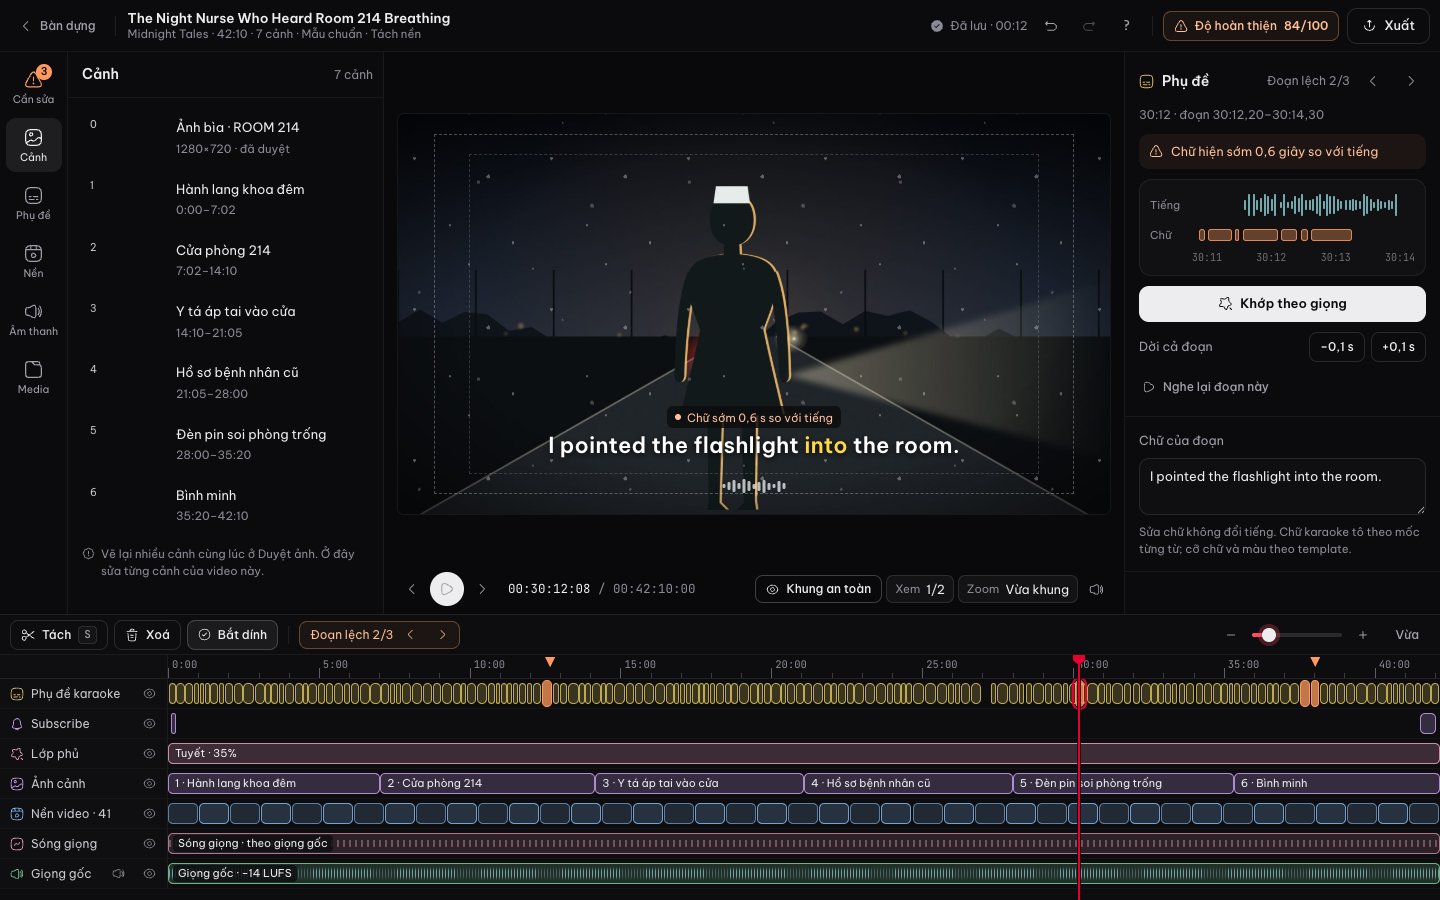 Bàn dựng
The Night Nurse Who Heard Room 214 Breathing
Midnight Tales · 42:10 · 7 cảnh · Mẫu chuẩn · Tách nền
Đã lưu · 00:12
?
Độ hoàn thiện 84/100
Xuất
3
Cần sửa
Cảnh
Phụ đề
Nền
Âm thanh
Media
Cảnh
7 cảnh
0
Ảnh bìa · ROOM 214
1280×720 · đã duyệt
1
Hành lang khoa đêm
0:00–7:02
2
Cửa phòng 214
7:02–14:10
3
Y tá áp tai vào cửa
14:10–21:05
4
Hồ sơ bệnh nhân cũ
21:05–28:00
5
Đèn pin soi phòng trống
28:00–35:20
6
Bình minh
35:20–42:10
Vẽ lại nhiều cảnh cùng lúc ở Duyệt ảnh. Ở đây
sửa từng cảnh của video này.
Chữ sớm 0,6 s so với tiếng
I pointed the flashlight into the room.
00:30:12:08 / 00:42:10:00
Khung an toàn
Xem 1/2
Zoom Vừa khung
Phụ đề
Đoạn lệch 2/3
30:12 · đoạn 30:12,20–30:14,30
Chữ hiện sớm 0,6 giây so với tiếng
Tiếng
Chữ
30:11 30:12 30:13 30:14
Khớp theo giọng
Dời cả đoạn
−0,1 s
+0,1 s
Nghe lại đoạn này
Chữ của đoạn
I pointed the flashlight into the room.
Sửa chữ không đổi tiếng. Chữ karaoke tô theo mốc
từng từ; cỡ chữ và màu theo template.
Tách S
Xoá
Bắt dính
Đoạn lệch 2/3
Vừa
0:00 5:00 10:00 15:00 20:00 25:00 30:00 35:00 40:00
Phụ đề karaoke
Subscribe
Lớp phủ
Tuyết · 35%
Ảnh cảnh
1 · Hành lang khoa đêm
2 · Cửa phòng 214
3 · Y tá áp tai vào cửa
4 · Hồ sơ bệnh nhân cũ
5 · Đèn pin soi phòng trống
6 · Bình minh
Nền video · 41
Sóng giọng
Sóng giọng · theo giọng gốc
Giọng gốc
Giọng gốc · −14 LUFS